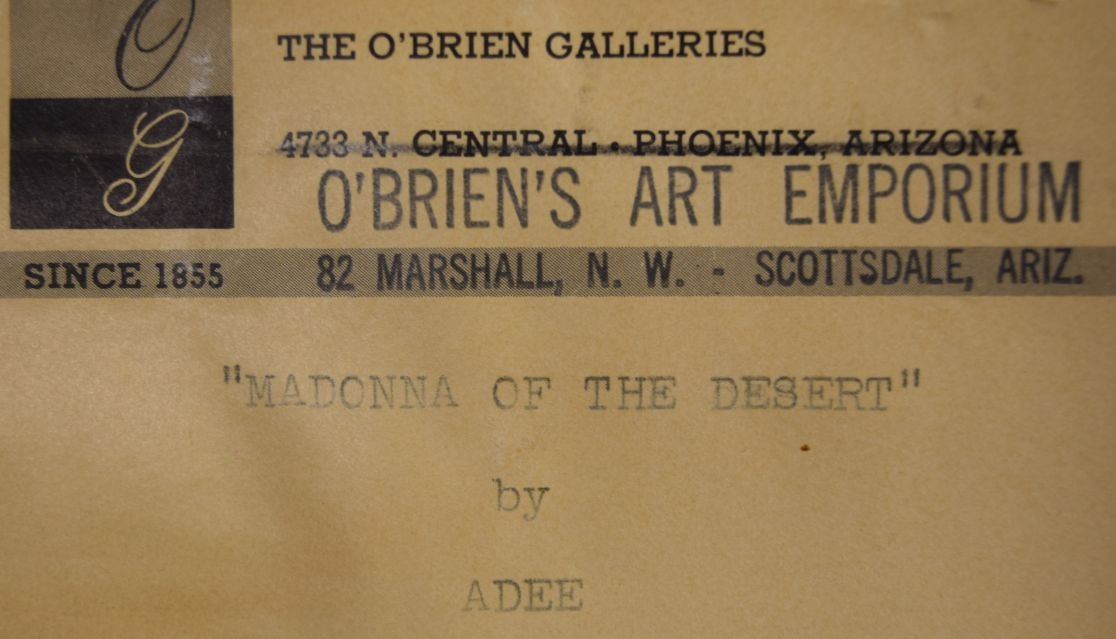 O
G
THE O'BRIEN GALLERIES
4733 N. CENTRAL • PHOENIX, ARIZONA
O'BRIEN'S ART EMPORIUM
SINCE 1855
82 MARSHALL, N. W. - SCOTTSDALE, ARIZ.
"MADONNA OF THE DESERT"
by
ADEE